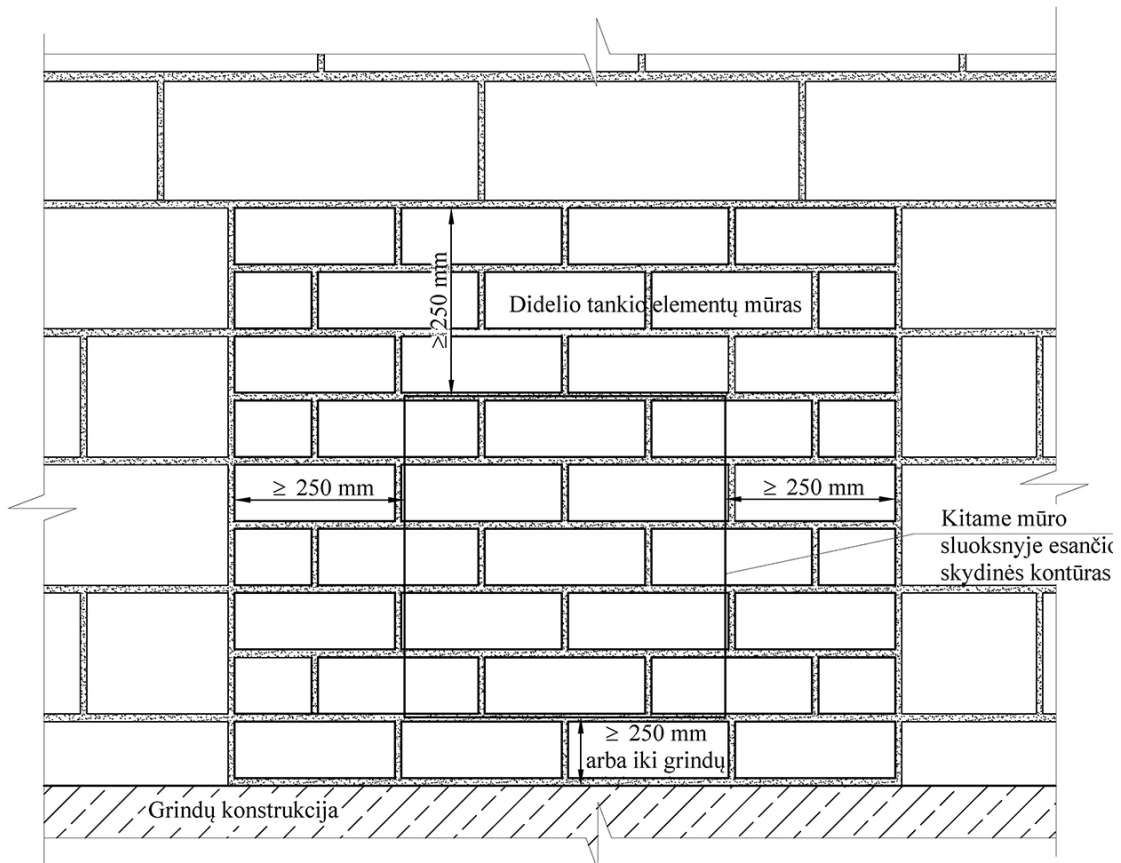 ≥250 mm
Didelio tankio elementų mūras
≥ 250 mm
≥ 250 mm
Kitame mūro
sluoksnyje esančio
skydinės kontūras
≥ 250 mm
arba iki grindų
Grindų konstrukcija